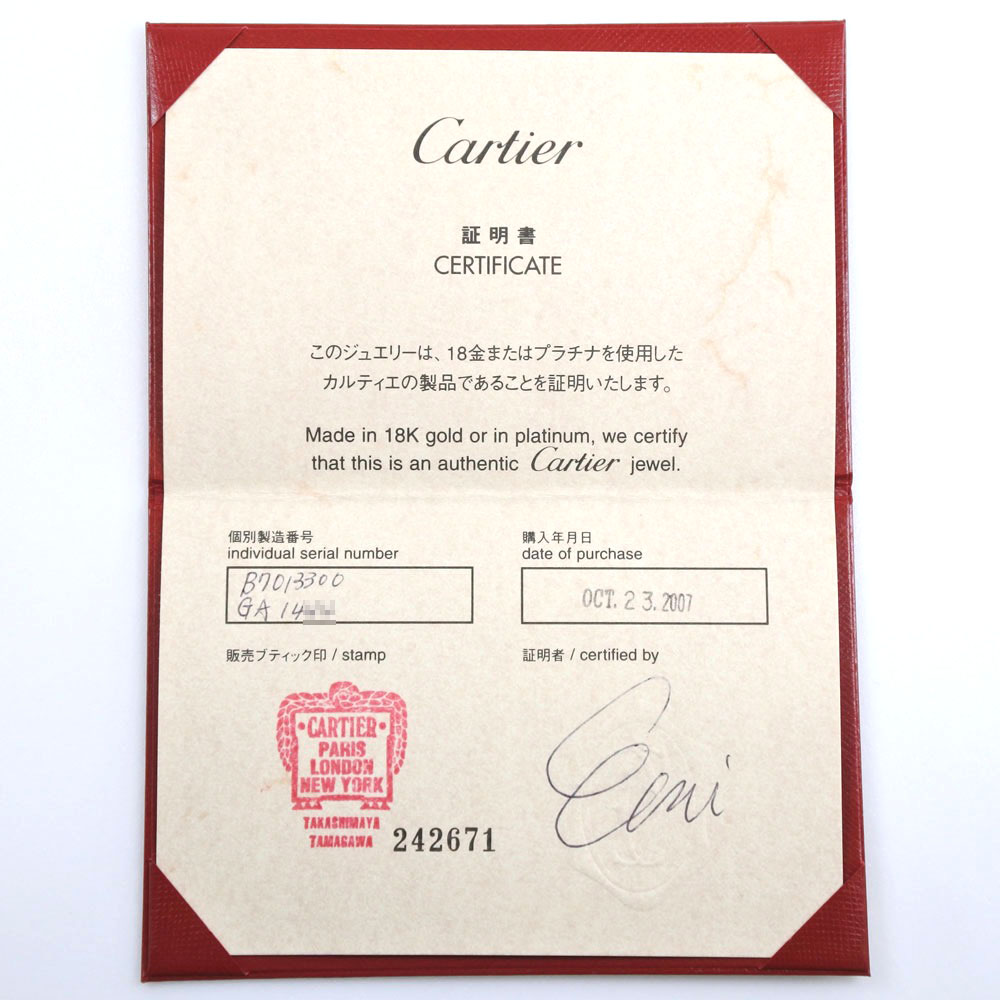 Cartier
証明書
CERTIFICATE
このジュエリーは、18金またはプラチナを使用した
カルティエの製品であることを証明いたします。
Made in 18K gold or in platinum, we certify
that this is an authentic Cartier jewel.
個別製造番号
individual serial number
B7013300
GA 14
購入年月日
date of purchase
OCT. 23.2007
販売ブティック印 / stamp
CARTIER
PARIS
LONDON
NEW YORK
TAKASHIMAYA
TAMAGAWA
242671
証明者 / certified by